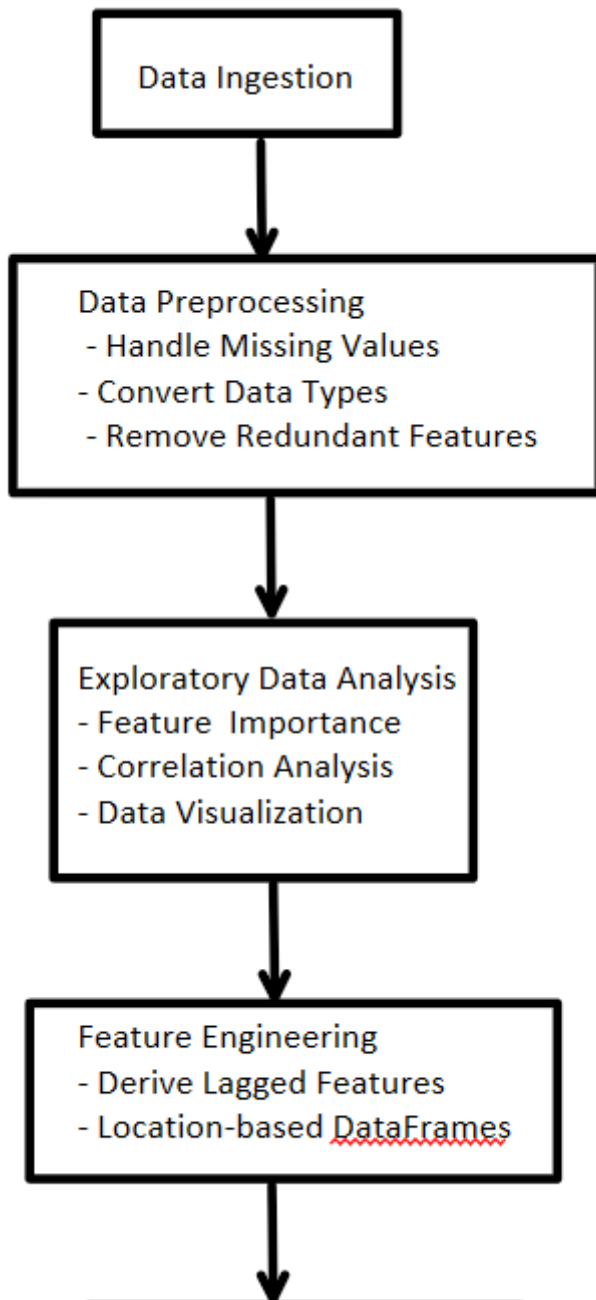 Data Ingestion
Data Preprocessing
- Handle Missing Values
- Convert Data Types
- Remove Redundant Features
Exploratory Data Analysis
- Feature  Importance
- Correlation Analysis
- Data Visualization
Feature Engineering
- Derive Lagged Features
- Location-based DataFrames